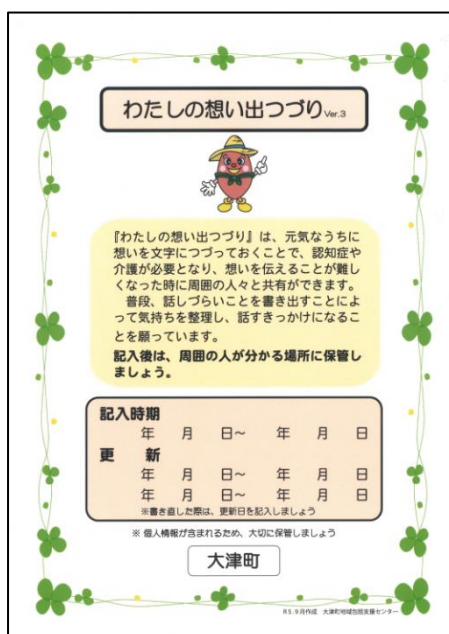 わたしの想い出つづりVer.3
『わたしの想い出つづり』は、元気なうちに
想いを文字につづっておくことで、認知症や
介護が必要となり、想いを伝えることが難し
くなった時に周囲の人々と共有ができます。
普段、話しづらいことを書き出すことによ
って気持ちを整理し、話すきっかけになるこ
とを願っています。
記入後は、周囲の人が分かる場所に保管し
ましょう。
記入時期
年 月 日~ 年 月 日
更 新
年 月 日~ 年 月 日
年 月 日~ 年 月 日
※書き直した際は、更新日を記入しましょう
※ 個人情報が含まれるため、大切に保管しましょう
大津町
R5.9月作成 大津町地域包括支援センター